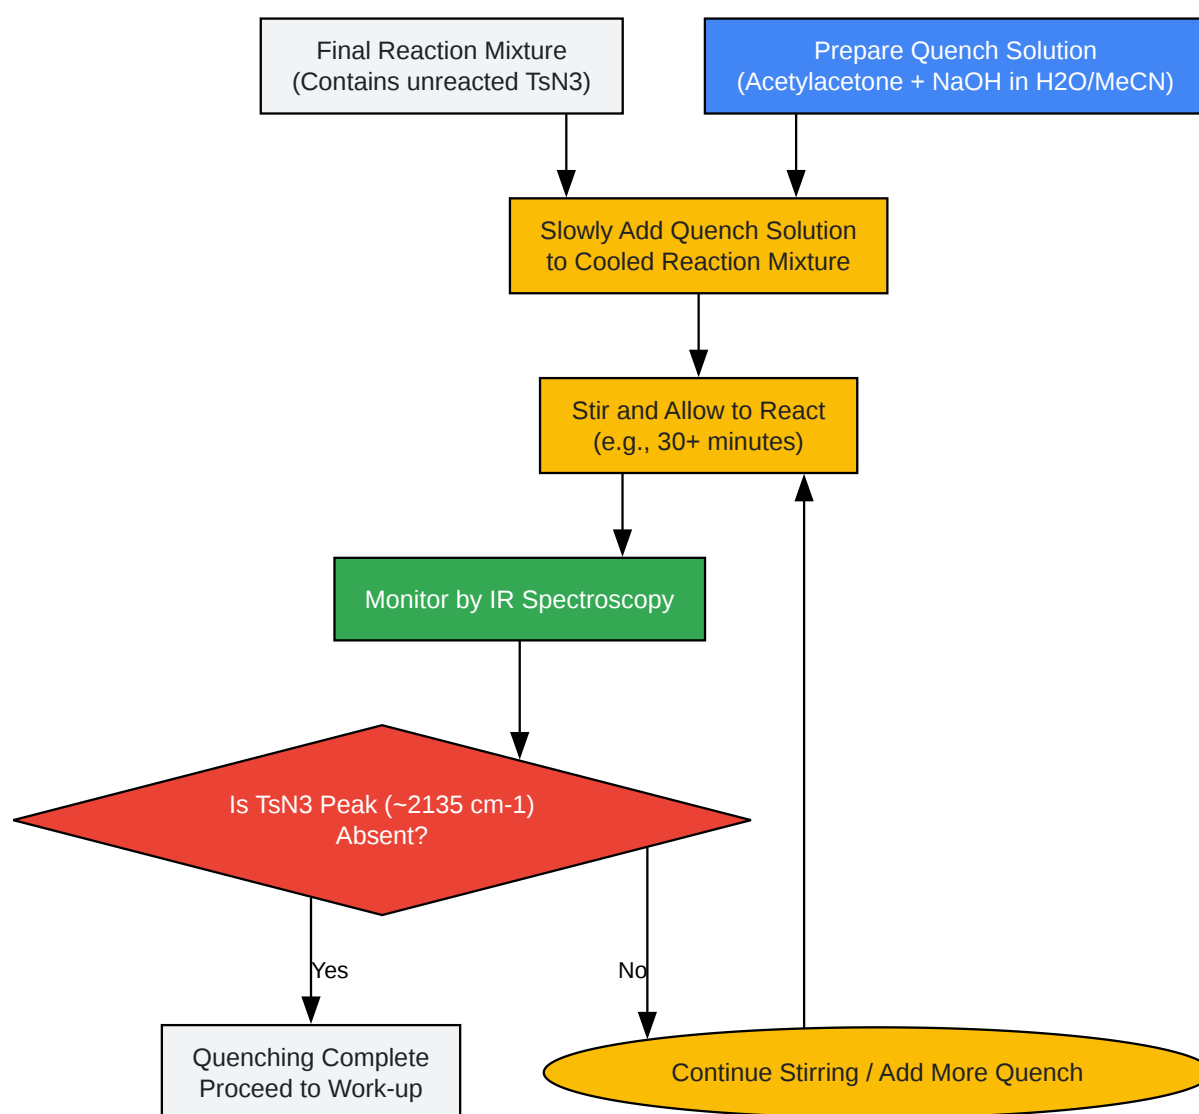 Final Reaction Mixture
(Contains unreacted TsN3)
Prepare Quench Solution
(Acetylacetone + NaOH in H2O/MeCN)
Slowly Add Quench Solution
to Cooled Reaction Mixture
Stir and Allow to React
(e.g., 30+ minutes)
Monitor by IR Spectroscopy
Is TsN3 Peak (~2135 cm-1)
Absent?
Yes
No
Quenching Complete
Proceed to Work-up
Continue Stirring / Add More Quench